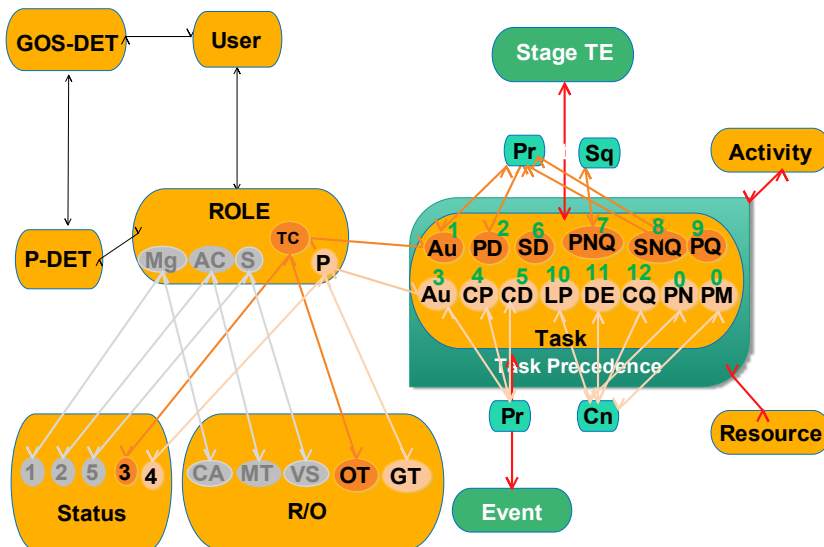 GOS-DET
User
Stage TE
Pr
Sq
Activity
ROLE
TC
Mg AC S
P
P-DET
1 2 6 7 8 9
Au PD SD PNQ SNQ PQ
3 4 5 10 11 12 0 0
Au CP CD LP DE CQ PN PM
Task
Task Precedence
Pr
Cn
Resource
1 2 5 3 4
Status
CA MT VS OT GT
R/O
Event